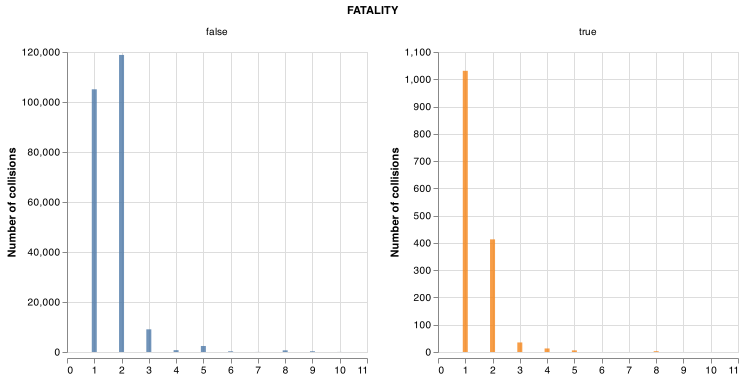 FATALITY
false
true
Number of collisions
120,000
100,000
80,000
60,000
40,000
20,000
0
0 1 2 3 4 5 6 7 8 9 10 11
Number of collisions
1,100
1,000
900
800
700
600
500
400
300
200
100
0
0 1 2 3 4 5 6 7 8 9 10 11